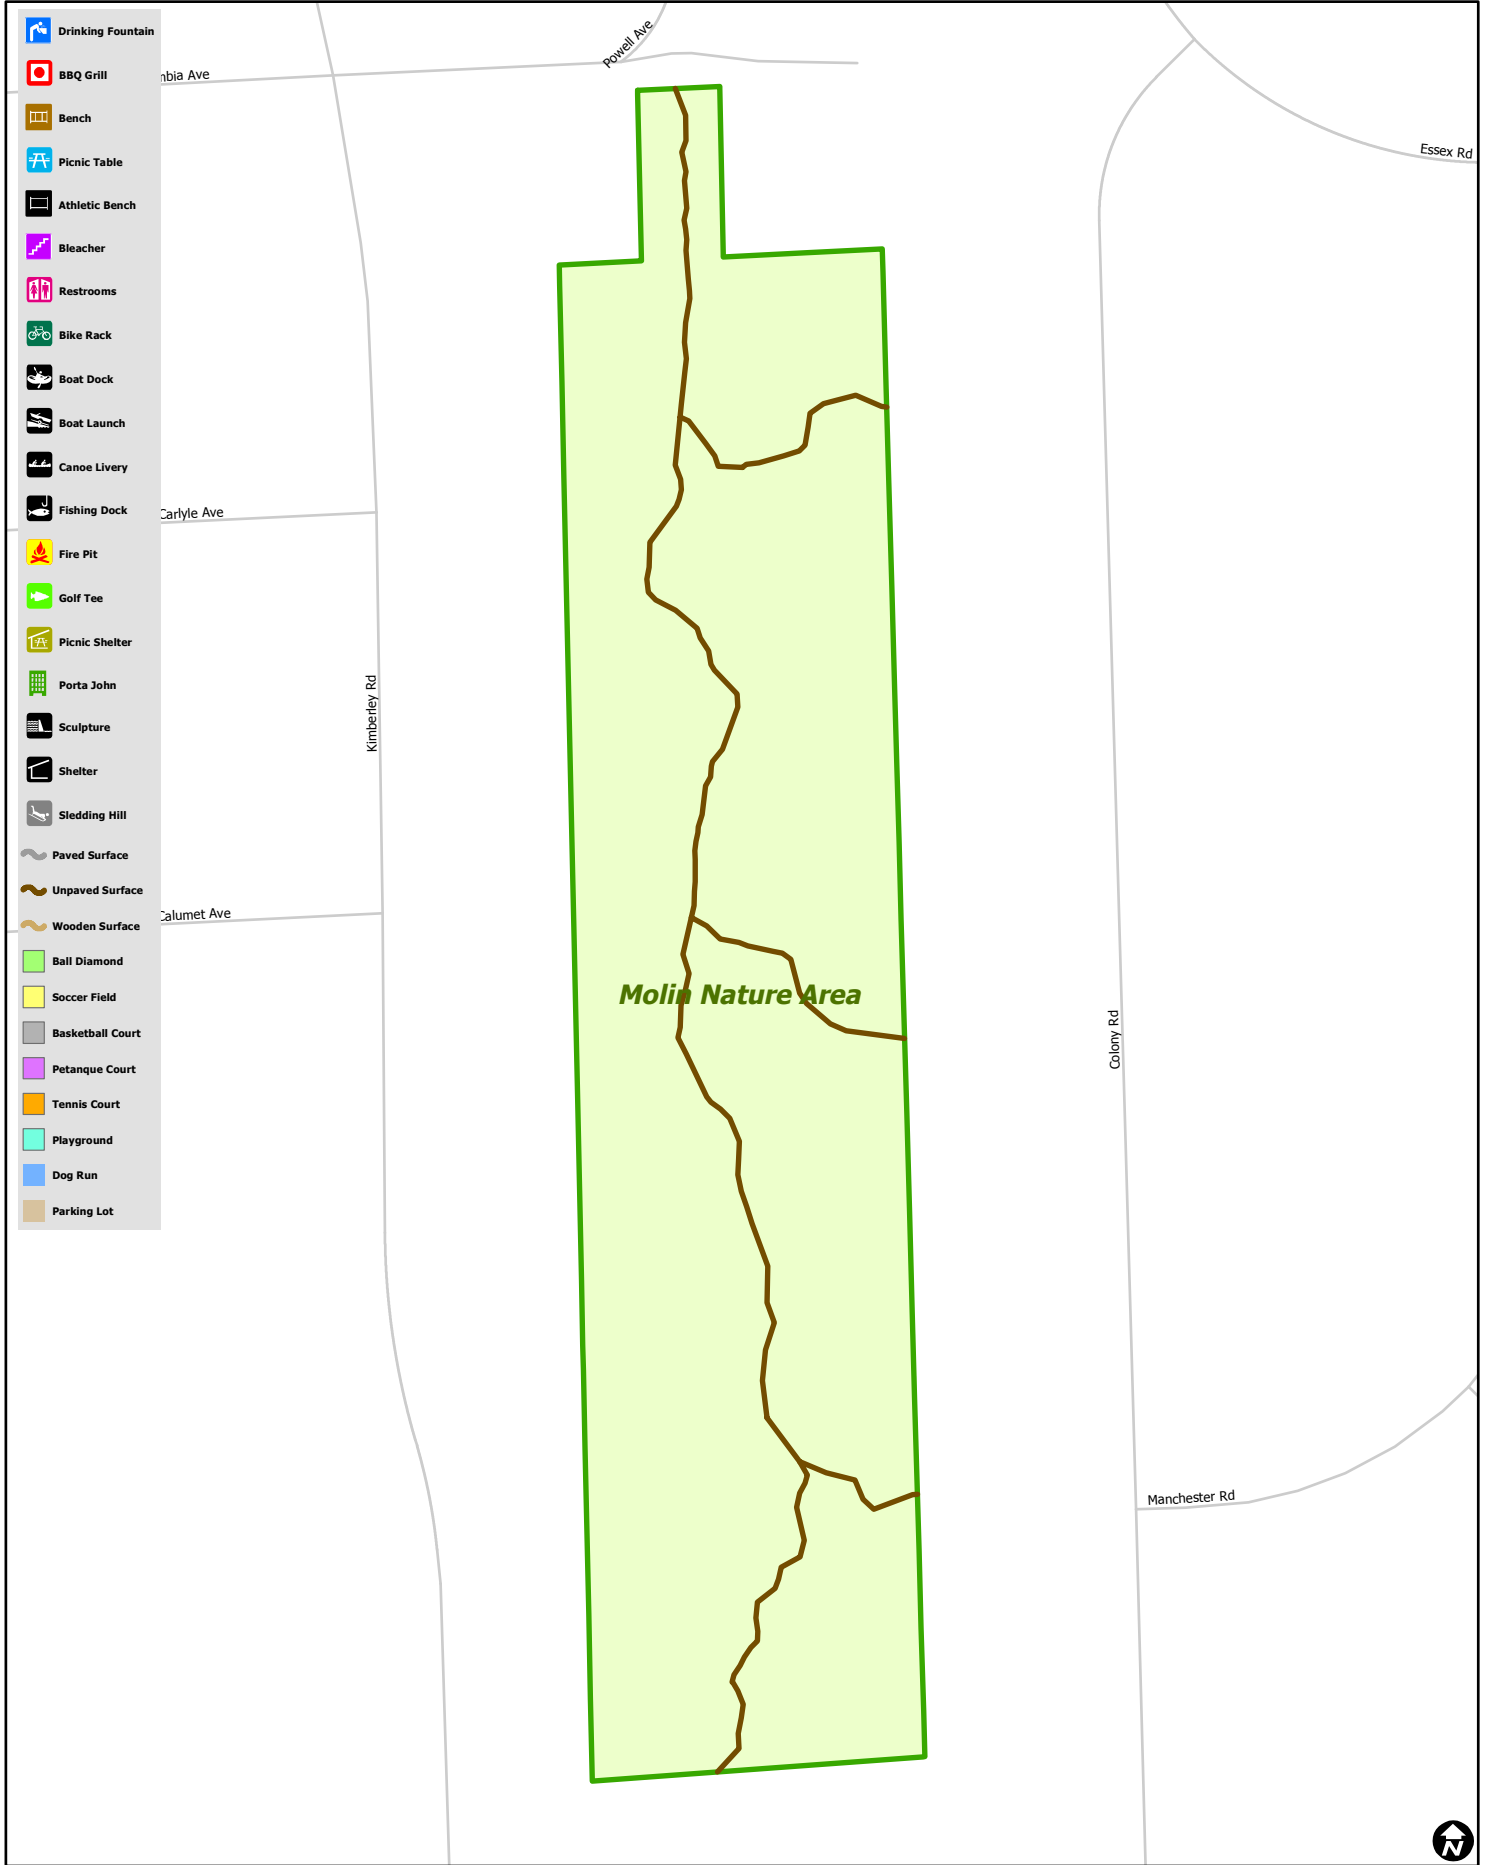 Drinking Fountain
BBQ Grill
Bench
Picnic Table
Athletic Bench
Bleacher
Restrooms
Bike Rack
Boat Dock
Boat Launch
Canoe Livery
Fishing Dock
Fire Pit
Golf Tee
Picnic Shelter
Porta John
Sculpture
Shelter
Sledding Hill
Paved Surface
Unpaved Surface
Wooden Surface
Ball Diamond
Soccer Field
Basketball Court
Petanque Court
Tennis Court
Playground
Dog Run
Parking Lot
Powell Ave
mbia Ave
Essex Rd
Carlyle Ave
Kimberley Rd
Calumet Ave
Molin Nature Area
Colony Rd
Manchester Rd
N